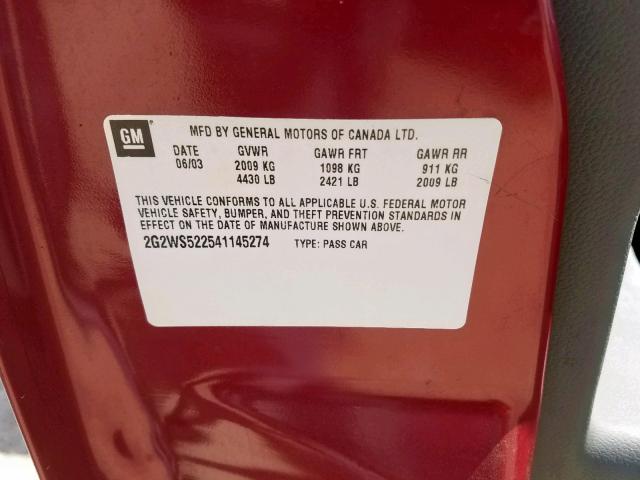 GM MFD BY GENERAL MOTORS OF CANADA LTD.
DATE GVWR GAWR FRT GAWR RR
06/03 2009 KG 1098 KG 911 KG
4430 LB 2421 LB 2009 LB
THIS VEHICLE CONFORMS TO ALL APPLICABLE U.S. FEDERAL MOTOR
VEHICLE SAFETY, BUMPER, AND THEFT PREVENTION STANDARDS IN
EFFECT ON THE DATE OF MANUFACTURE SHOWN ABOVE.
2G2WS522541145274 TYPE: PASS CAR